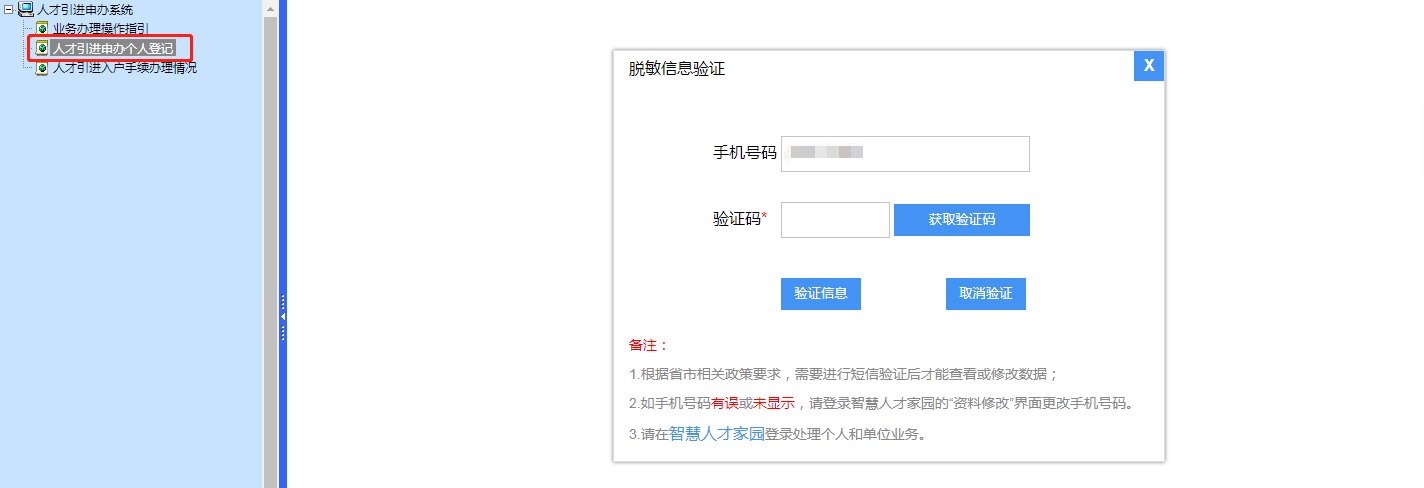 人才引进申办系统
业务办理操作指引
人才引进申办个人登记
人才引进入户手续办理情况
脱敏信息验证
X
手机号码
验证码*
获取验证码
验证信息
取消验证
备注：
1.根据省市相关政策要求，需要进行短信验证后才能查看或修改数据；
2.如手机号码有误或未显示，请登录智慧人才家园的“资料修改”界面更改手机号码。
3.请在智慧人才家园登录处理个人和单位业务。